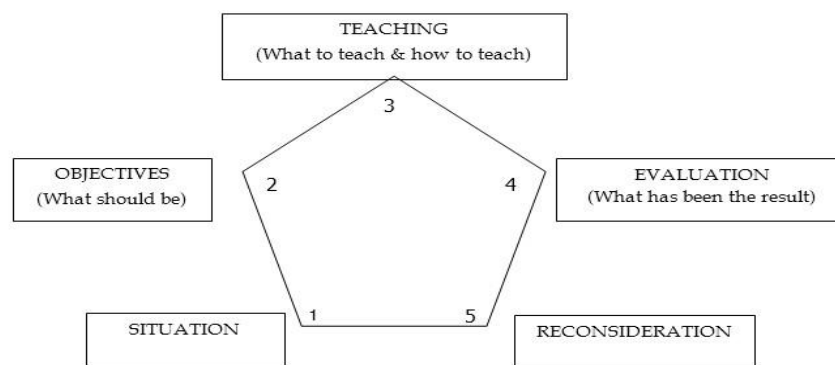 TEACHING
(What to teach & how to teach)
3
OBJECTIVES
(What should be)
2
4
EVALUATION
(What has been the result)
SITUATION
1
5
RECONSIDERATION